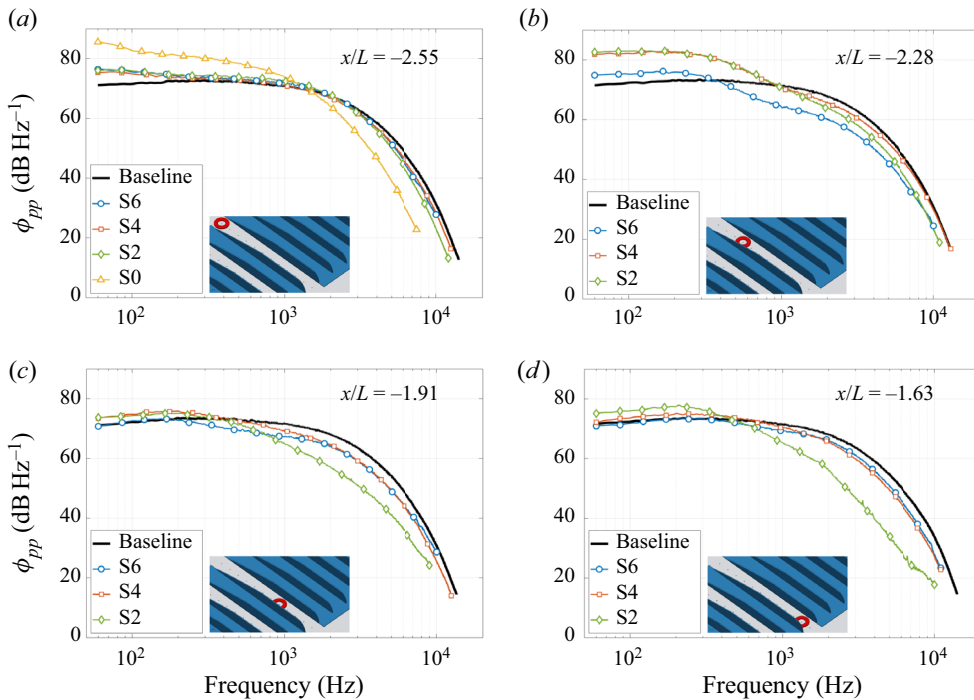 (a)
x/L = –2.55
80
60
40
20
0
ϕpp (dB Hz⁻¹)
Baseline
S6
S4
S2
S0
10²
10³
10⁴
(b)
x/L = –2.28
80
60
40
20
0
Baseline
S6
S4
S2
10²
10³
10⁴
(c)
x/L = –1.91
80
60
40
20
0
ϕpp (dB Hz⁻¹)
Baseline
S6
S4
S2
10²
10³
10⁴
Frequency (Hz)
(d)
x/L = –1.63
80
60
40
20
0
Baseline
S6
S4
S2
10²
10³
10⁴
Frequency (Hz)